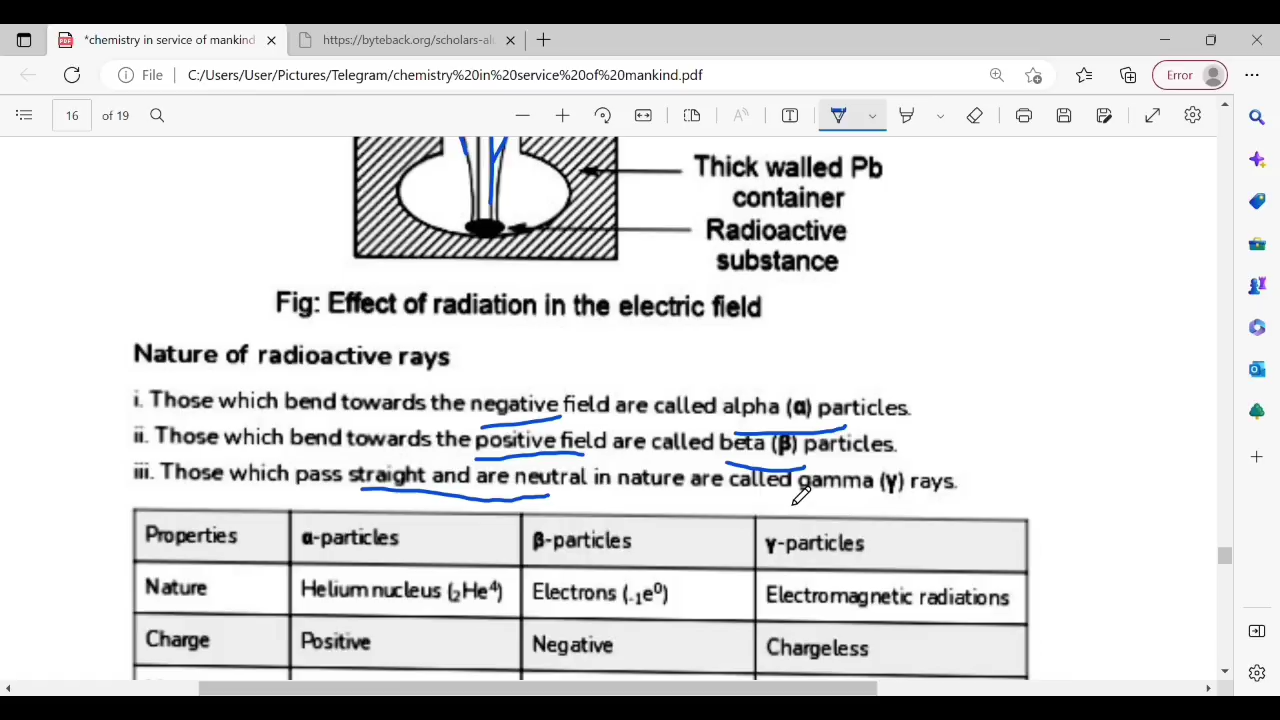 *chemistry in service of mankind
https://byteback.org/scholars-al
File
C:/Users/User/Pictures/Telegram/chemistry%20in%20service%20of%20mankind.pdf
Error
16 of 19
Thick walled Pb
container
Radioactive
substance
Fig: Effect of radiation in the electric field
Nature of radioactive rays
i. Those which bend towards the negative field are called alpha (α) particles.
ii. Those which bend towards the positive field are called beta (β) particles.
iii. Those which pass straight and are neutral in nature are called gamma (γ) rays.
Properties α-particles β-particles γ-particles
Nature Helium nucleus (₂He⁴) Electrons (₋₁e⁰) Electromagnetic radiations
Charge Positive Negative Chargeless